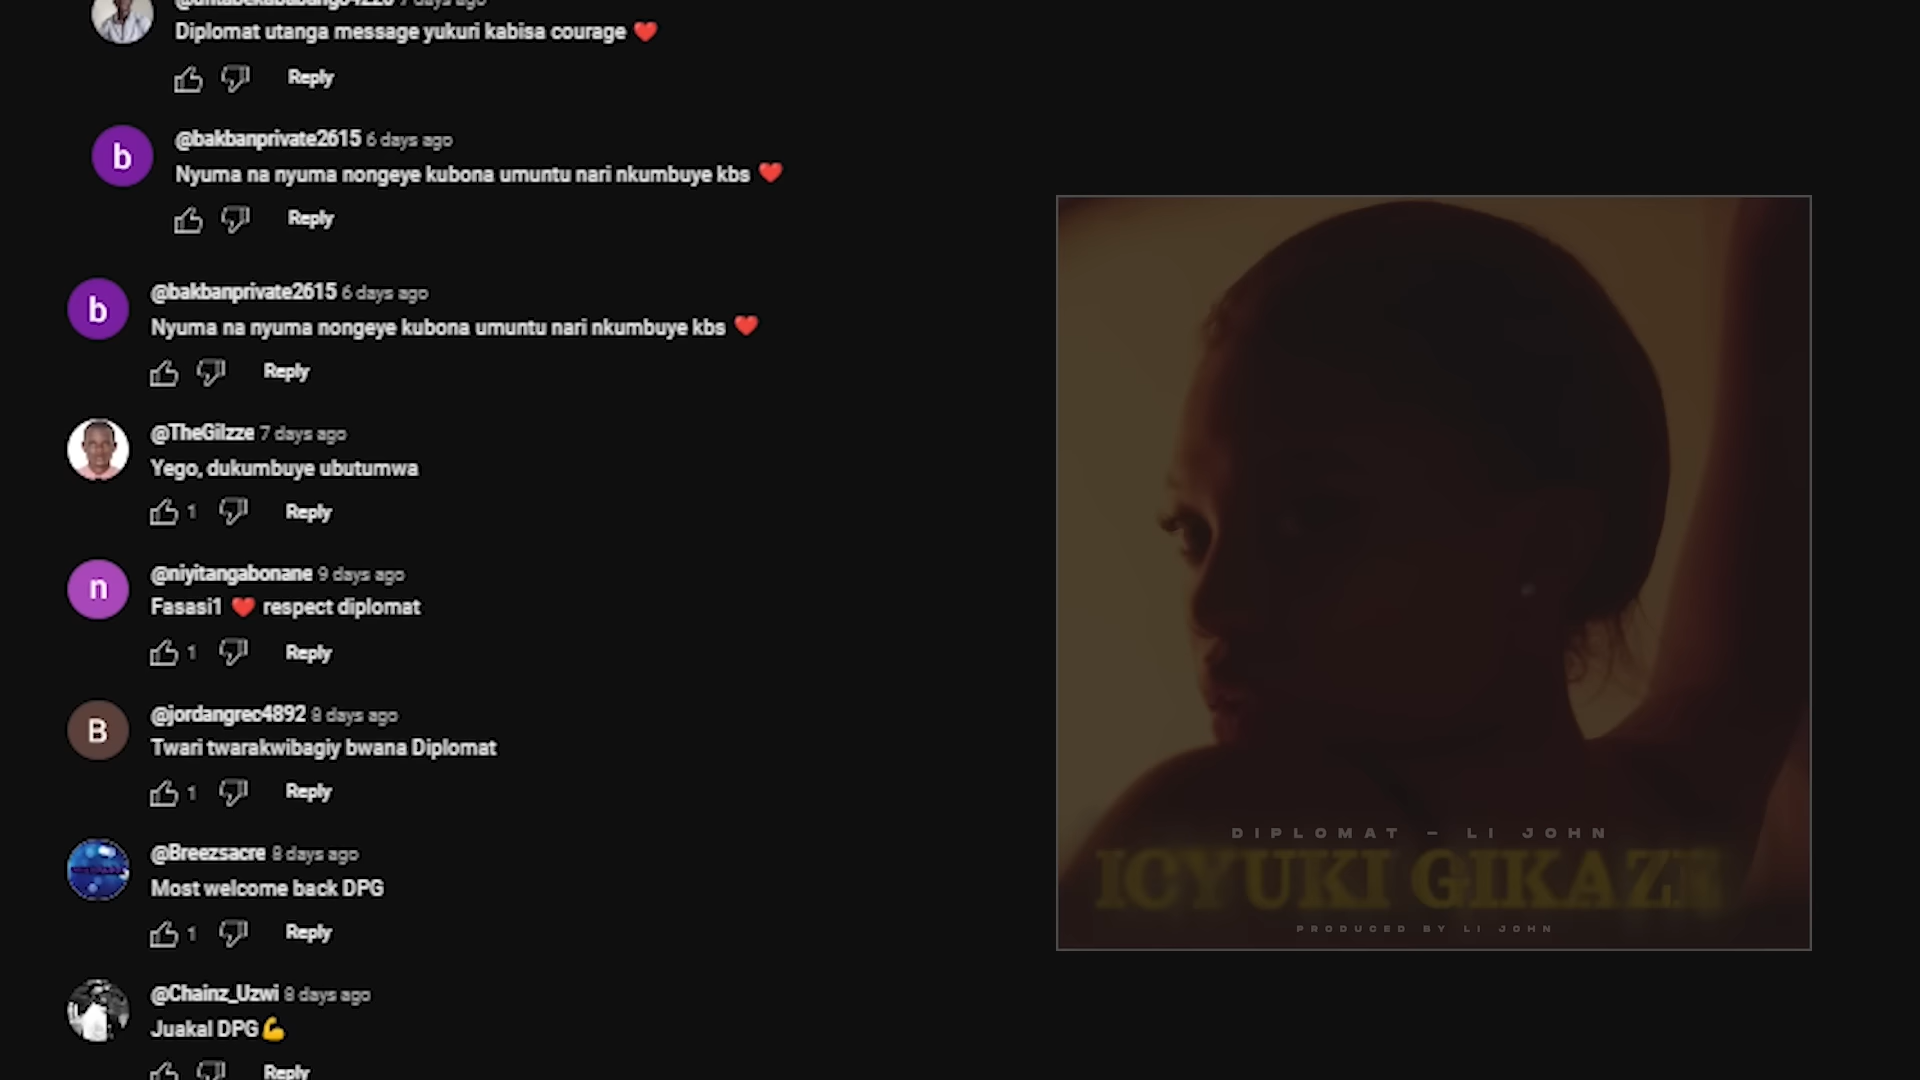 7 days ago
Diplomat utanga message yukuri kabisa courage ❤️
Reply
b
@bakbanprivate2615 6 days ago
Nyuma na nyuma nongeye kubona umuntu nari nkumbuye kbs ❤️
Reply
b
@bakbanprivate2615 6 days ago
Nyuma na nyuma nongeye kubona umuntu nari nkumbuye kbs ❤️
Reply
@TheGilzze 7 days ago
Yego, dukumbuye ubutumwa
1 Reply
n
@niyitangabonane 9 days ago
Fasasi1 ❤️ respect diplomat
1 Reply
B
@jordangrec4892 8 days ago
Twari twarakwibagiy bwana Diplomat
1 Reply
@Breezsacre 8 days ago
Most welcome back DPG
1 Reply
@Chainz_Uzwi 8 days ago
Juakal DPG💪
Reply
DIPLOMAT - LI JOHN
ICYUKI GIKAZE
PRODUCED BY LI JOHN